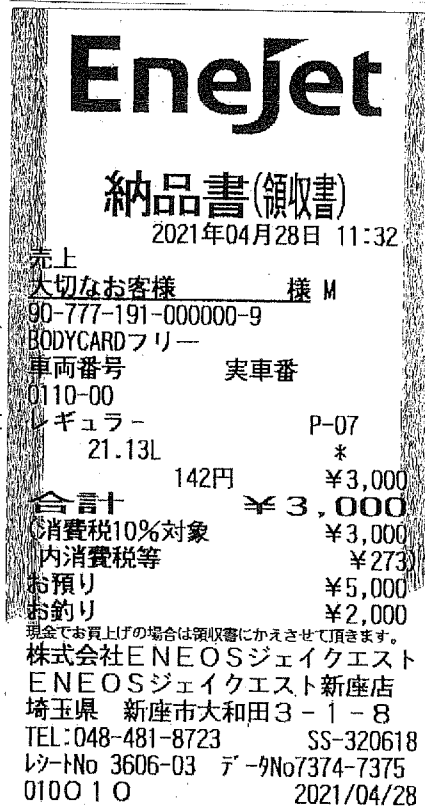 EneJet
納品書(領収書)
2021年04月28日 11:32
売上
大切なお客様 様 M
90-777-191-000000-9
BODYCARDフリー
車両番号 実車番
0110-00
レギュラー P-07
21.13L *
142円 ¥3,000
合計 ¥3,000
(消費税10%対象 ¥3,000
内消費税等 ¥273)
お預り ¥5,000
お釣り ¥2,000
現金でお買上げの場合は領収書にかえさせて頂きます。
株式会社ENEOSジェイクエスト
ENEOSジェイクエスト新座店
埼玉県 新座市大和田3-1-8
TEL:048-481-8723 SS-320618
レシートNo 3606-03 データNo7374-7375
010010 2021/04/28